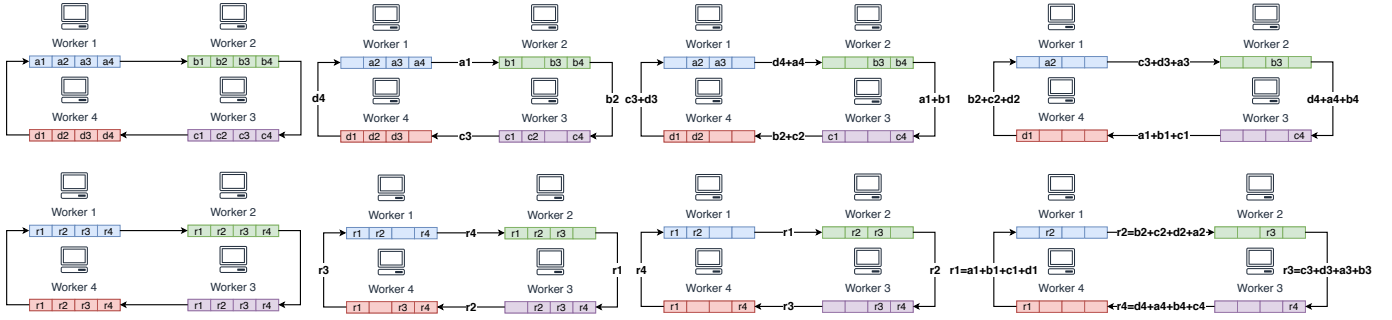 Worker 1
Worker 2
a1 a2 a3 a4
b1 b2 b3 b4
Worker 4
Worker 3
d1 d2 d3 d4
c1 c2 c3 c4
Worker 1
Worker 2
a2 a3 a4
a1
b1 b3 b4
d4
b2
Worker 4
Worker 3
d1 d2 d3
c3
c1 c2 c4
Worker 1
Worker 2
a2 a3
d4+a4
b3 b4
c3+d3
a1+b1
Worker 4
Worker 3
d1 d2
b2+c2
c1 c4
Worker 1
Worker 2
a2
c3+d3+a3
b3
b2+c2+d2
d4+a4+b4
Worker 4
Worker 3
d1
a1+b1+c1
c4
Worker 1
Worker 2
r1 r2 r3 r4
r1 r2 r3 r4
Worker 4
Worker 3
r1 r2 r3 r4
r1 r2 r3 r4
Worker 1
Worker 2
r1 r2 r4
r4
r1 r2 r3
r3
r1
Worker 4
Worker 3
r1 r3 r4
r2
r2 r3 r4
Worker 1
Worker 2
r1 r2
r1
r2 r3
r4
r2
Worker 4
Worker 3
r1 r4
r3
r3 r4
Worker 1
Worker 2
r2
r2=b2+c2+d2+a2
r3
r1=a1+b1+c1+d1
r3=c3+d3+a3+b3
Worker 4
Worker 3
r1
r4=d4+a4+b4+c4
r4